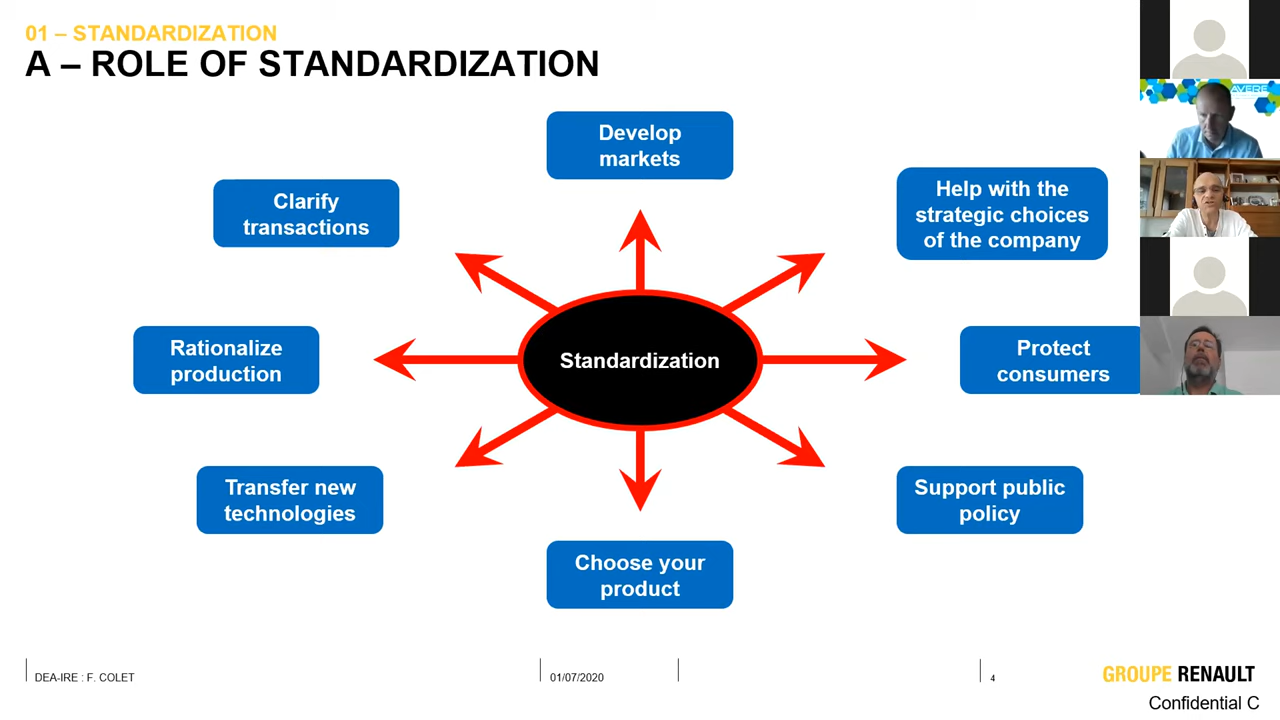 01 – STANDARDIZATION
A – ROLE OF STANDARDIZATION
Develop
markets
Clarify
transactions
Help with the
strategic choices
of the company
Rationalize
production
Standardization
Protect
consumers
Transfer new
technologies
Support public
policy
Choose your
product
AVERE
DEA-IRE : F. COLET
01/07/2020
4
GROUPE RENAULT
Confidential C